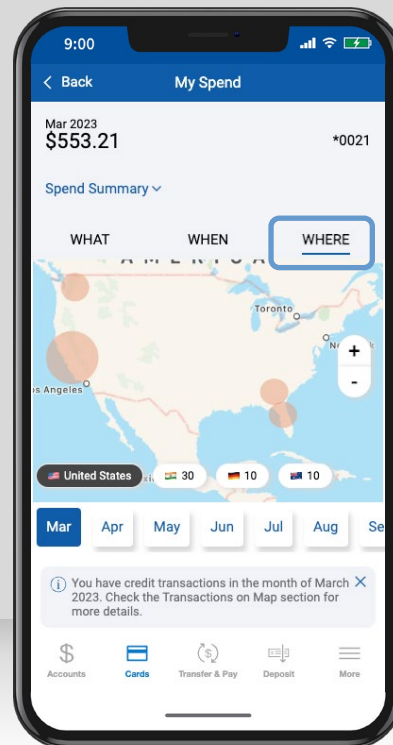 9:00
Back
My Spend
Mar 2023
$553.21
*0021
Spend Summary
WHAT
WHEN
WHERE
Toronto
s Angeles
United States
30
10
10
Mar
Apr
May
Jun
Jul
Aug
Se
You have credit transactions in the month of March
2023. Check the Transactions on Map section for
more details.
Accounts
Cards
Transfer & Pay
Deposit
More